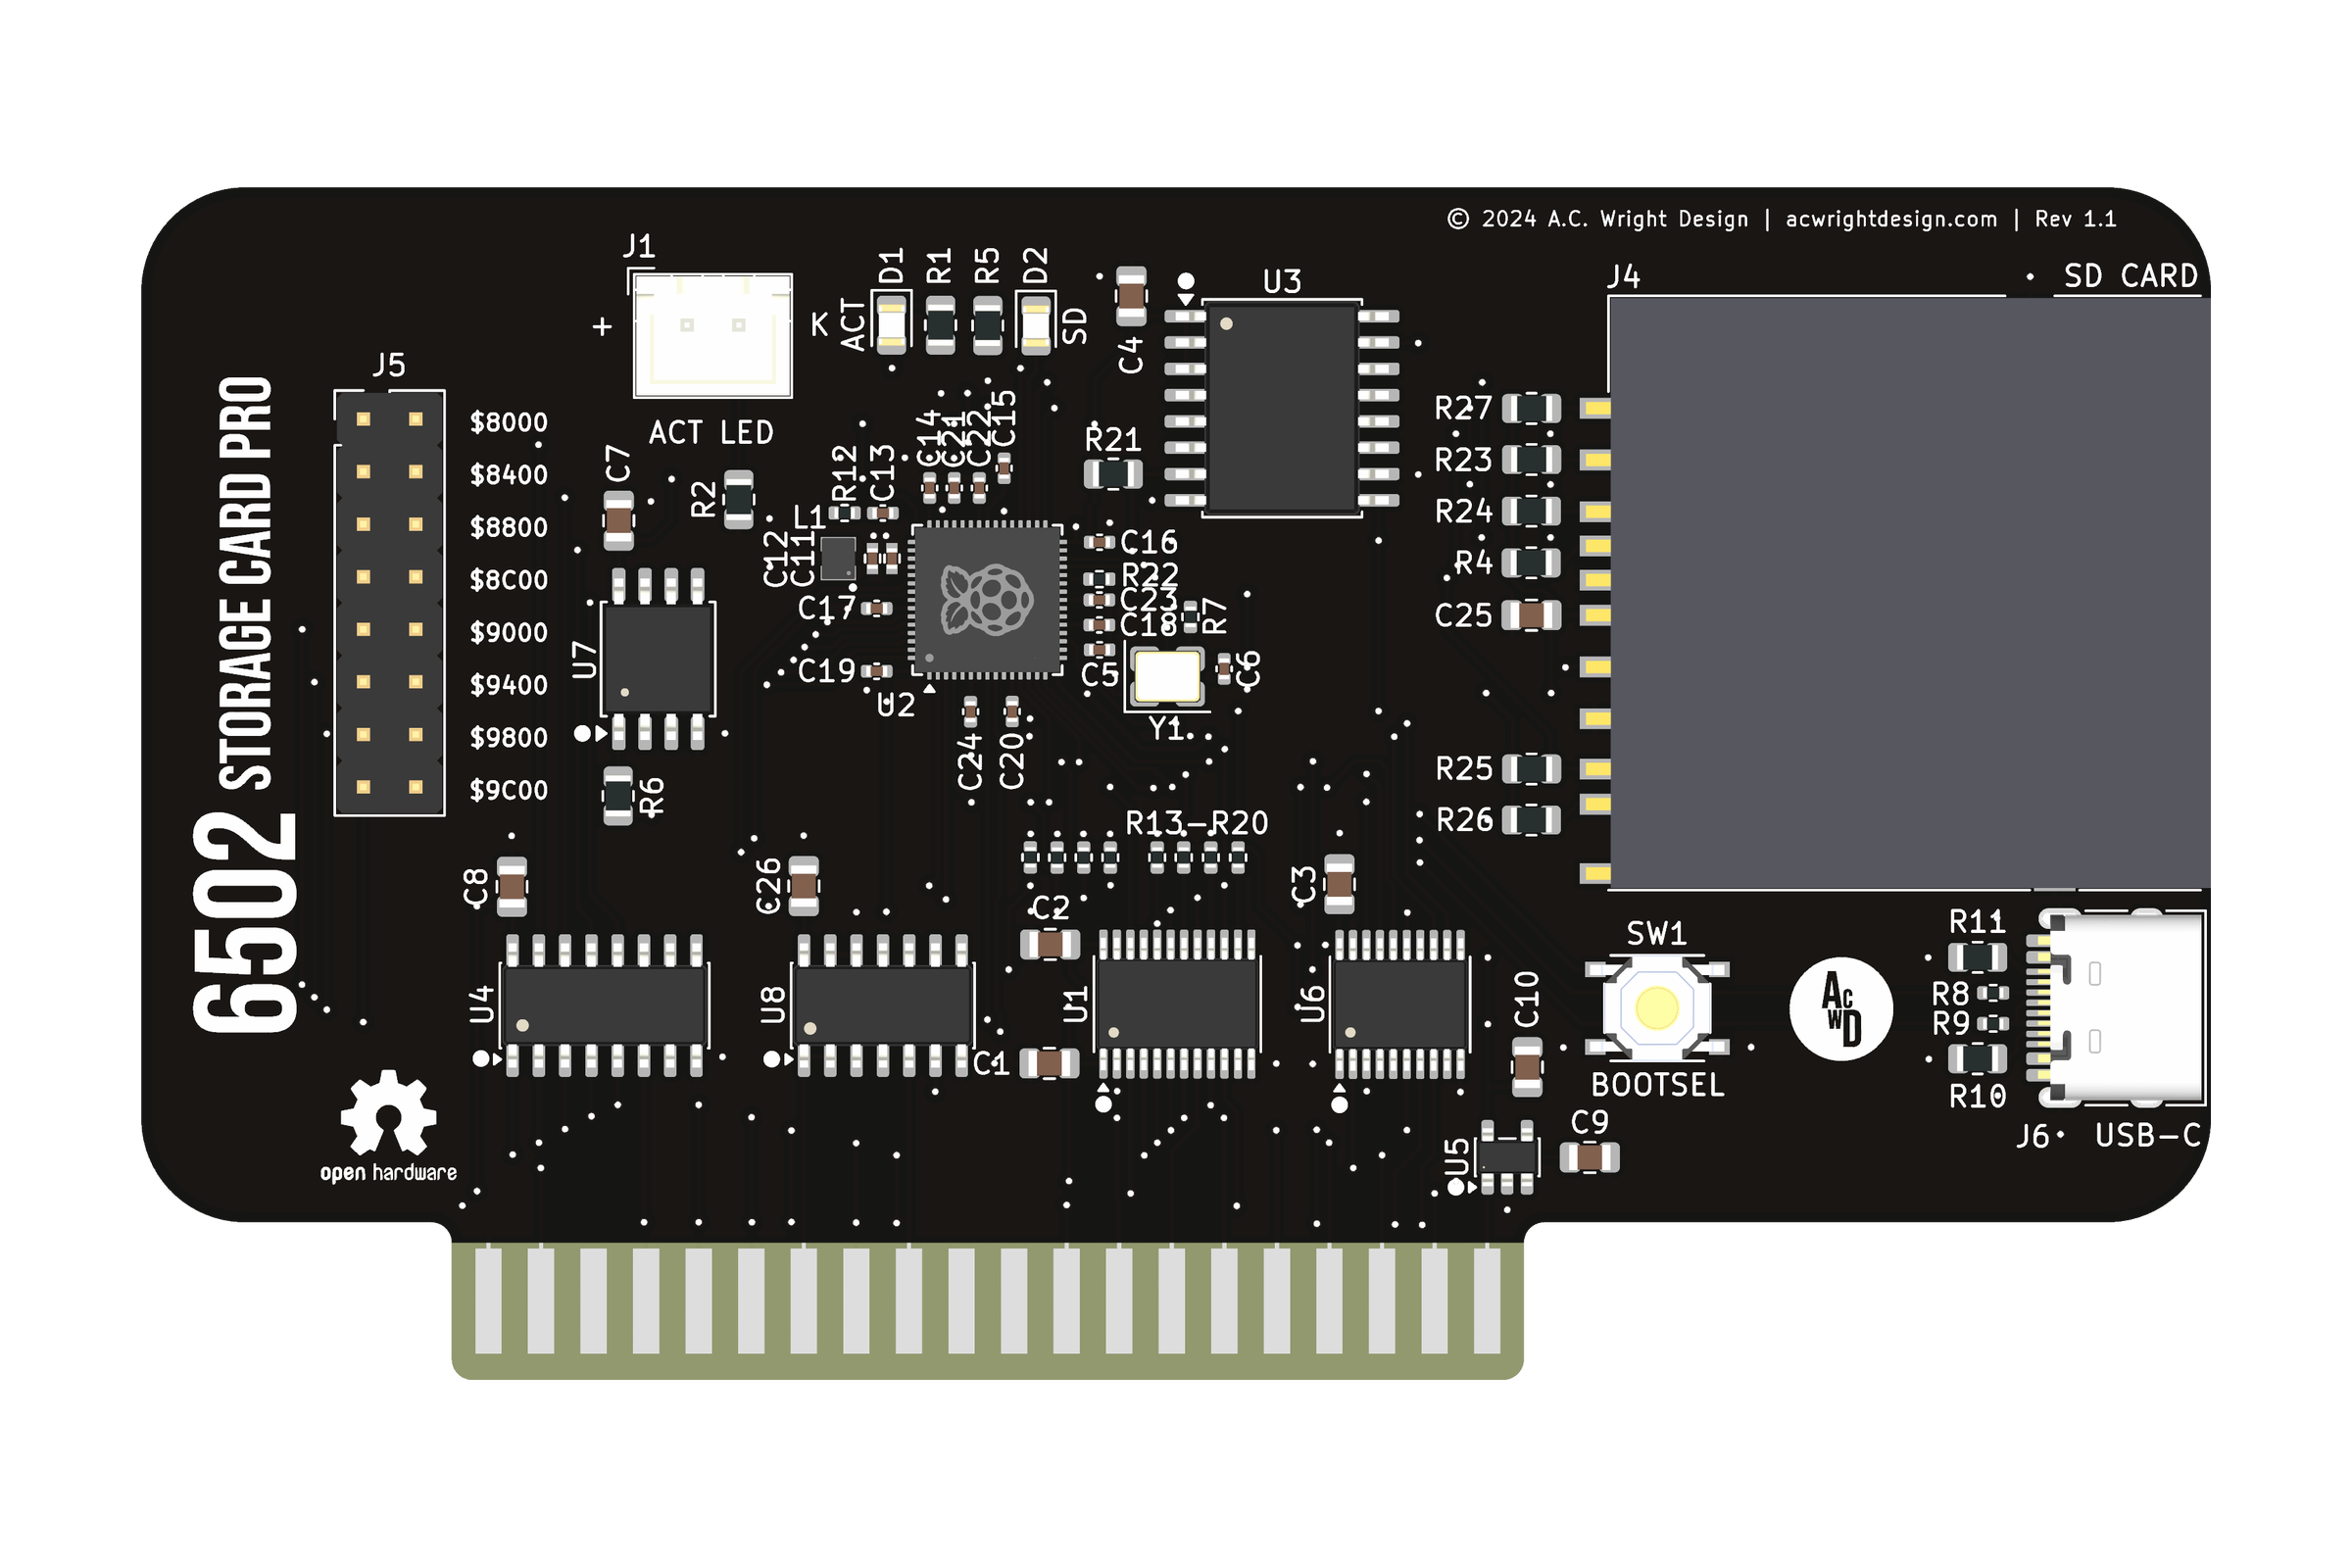 © 2024 A.C. Wright Design | acwrightdesign.com | Rev 1.1
6502 STORAGE CARD PRO
J1
+
K
ACT LED
ACT
D1
R1
R5
D2
SD
C4
U3
J4
SD CARD
J5
$8000
$8400
$8800
$8C00
$9000
$9400
$9800
$9C00
C7
R2
L1
R12
C13
C14
C21
C22
C15
R21
C12
C11
C17
C19
U2
C16
R22
C23
C18
C5
R7
C6
Y1
C24
C20
U7
R6
R27
R23
R24
R4
C25
R25
R26
R13-R20
C8
C26
C2
C3
U4
U8
C1
U1
U6
C10
SW1
BOOTSEL
ACWD
R11
R8
R9
R10
J6
USB-C
U5
C9
open hardware